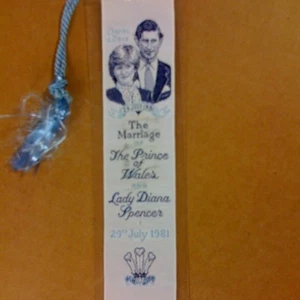 The
Marriage
of
The Prince
of
Wales
and
Lady Diana
Spencer
29th July 1981